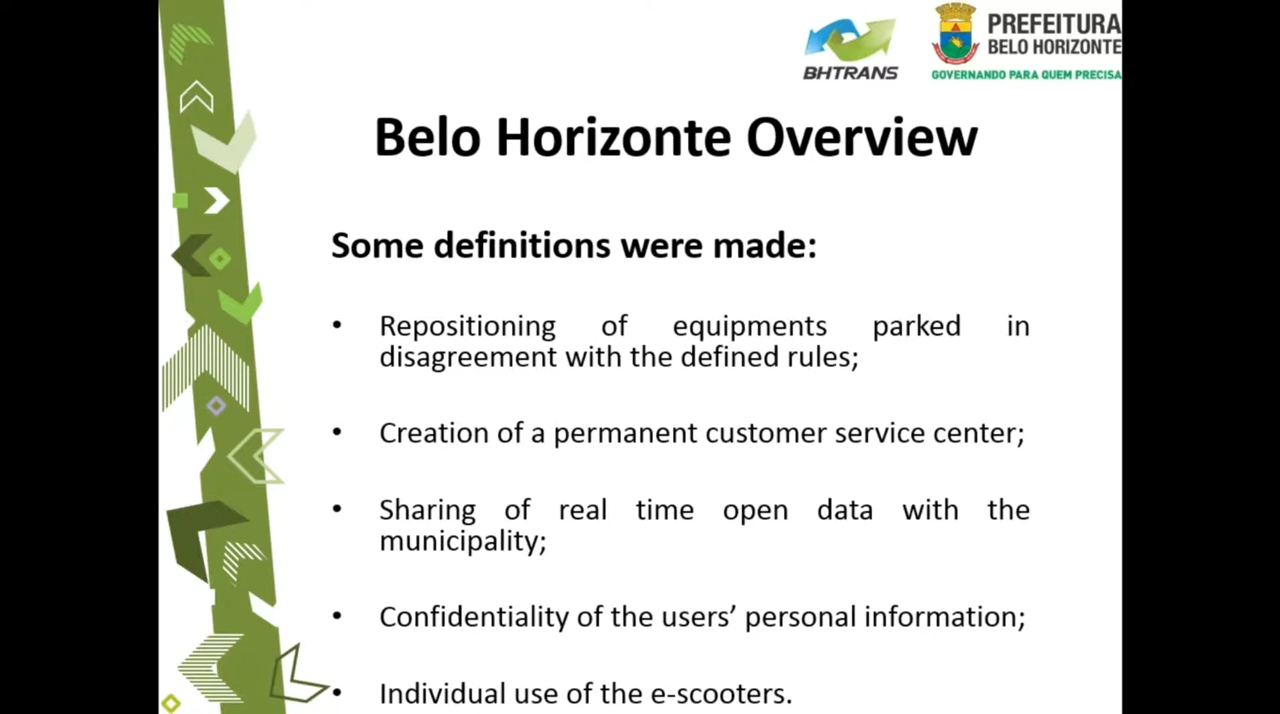 BHTRANS
PREFEITURA
BELO HORIZONTE
GOVERNANDO PARA QUEM PRECISA
Belo Horizonte Overview
Some definitions were made:
• Repositioning of equipments parked in
disagreement with the defined rules;
• Creation of a permanent customer service center;
• Sharing of real time open data with the
municipality;
• Confidentiality of the users’ personal information;
• Individual use of the e-scooters.